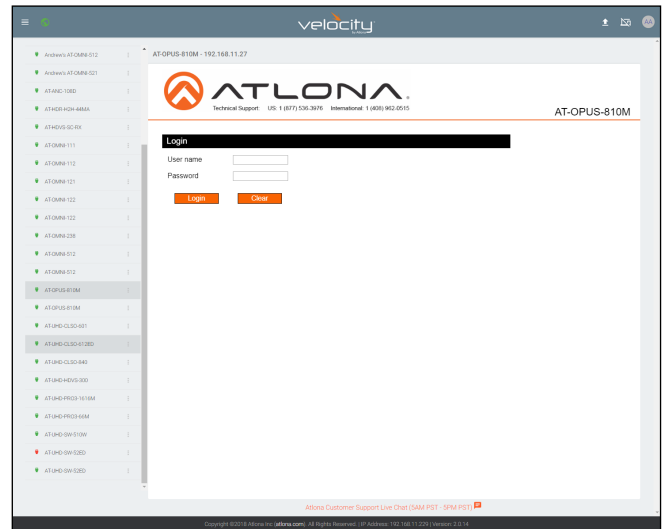 velocity
by Atlona
AA
Andrew's AT-OMNI-512
Andrew's AT-OMNI-521
AT-ANC-108D
AT-HDR-H2H-44MA
AT-HDVS-SC-RX
AT-OMNI-111
AT-OMNI-112
AT-OMNI-121
AT-OMNI-122
AT-OMNI-122
AT-OMNI-238
AT-OMNI-512
AT-OMNI-512
AT-OPUS-810M
AT-OPUS-810M
AT-UHD-CLSO-601
AT-UHD-CLSO-612ED
AT-UHD-CLSO-840
AT-UHD-HDVS-300
AT-UHD-PRO3-1616M
AT-UHD-PRO3-66M
AT-UHD-SW-510W
AT-UHD-SW-52ED
AT-UHD-SW-52ED
AT-OPUS-810M - 192.168.11.27
ATLONA.
Technical Support US: 1 (877) 536-3976 International: 1 (408) 962-0515
AT-OPUS-810M
Login
User name
Password
Login
Clear
Atlona Customer Support Live Chat (5AM PST - 5PM PST)
Copyright ©2018 Atlona Inc (atlona.com). All Rights Reserved. | IP Address: 192.168.11.229 | Version: 2.0.14